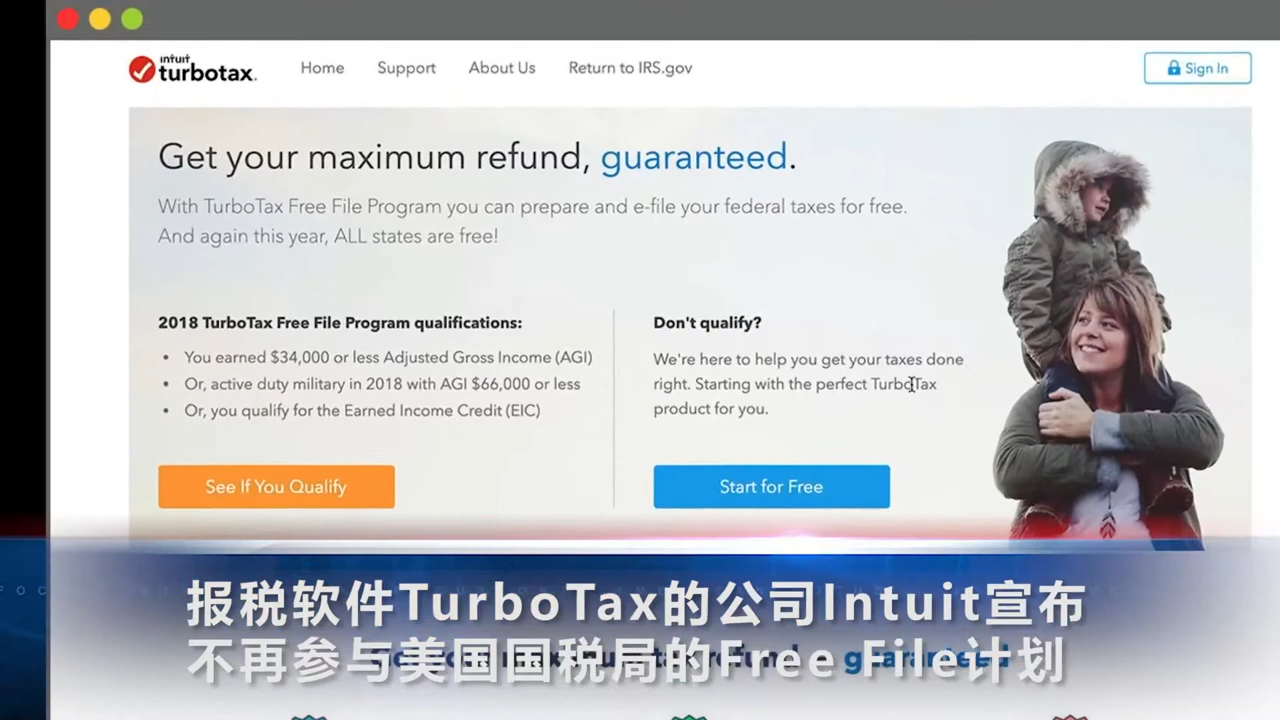 intuit
turbotax.
Home
Support
About Us
Return to IRS.gov
Sign In
Get your maximum refund, guaranteed.
With TurboTax Free File Program you can prepare and e-file your federal taxes for free.
And again this year, ALL states are free!
2018 TurboTax Free File Program qualifications:
• You earned $34,000 or less Adjusted Gross Income (AGI)
• Or, active duty military in 2018 with AGI $66,000 or less
• Or, you qualify for the Earned Income Credit (EIC)
See If You Qualify
Don't qualify?
We're here to help you get your taxes done
right. Starting with the perfect TurboTax
product for you.
Start for Free
报税软件TurboTax的公司Intuit宣布
不再参与美国国税局的Free File计划